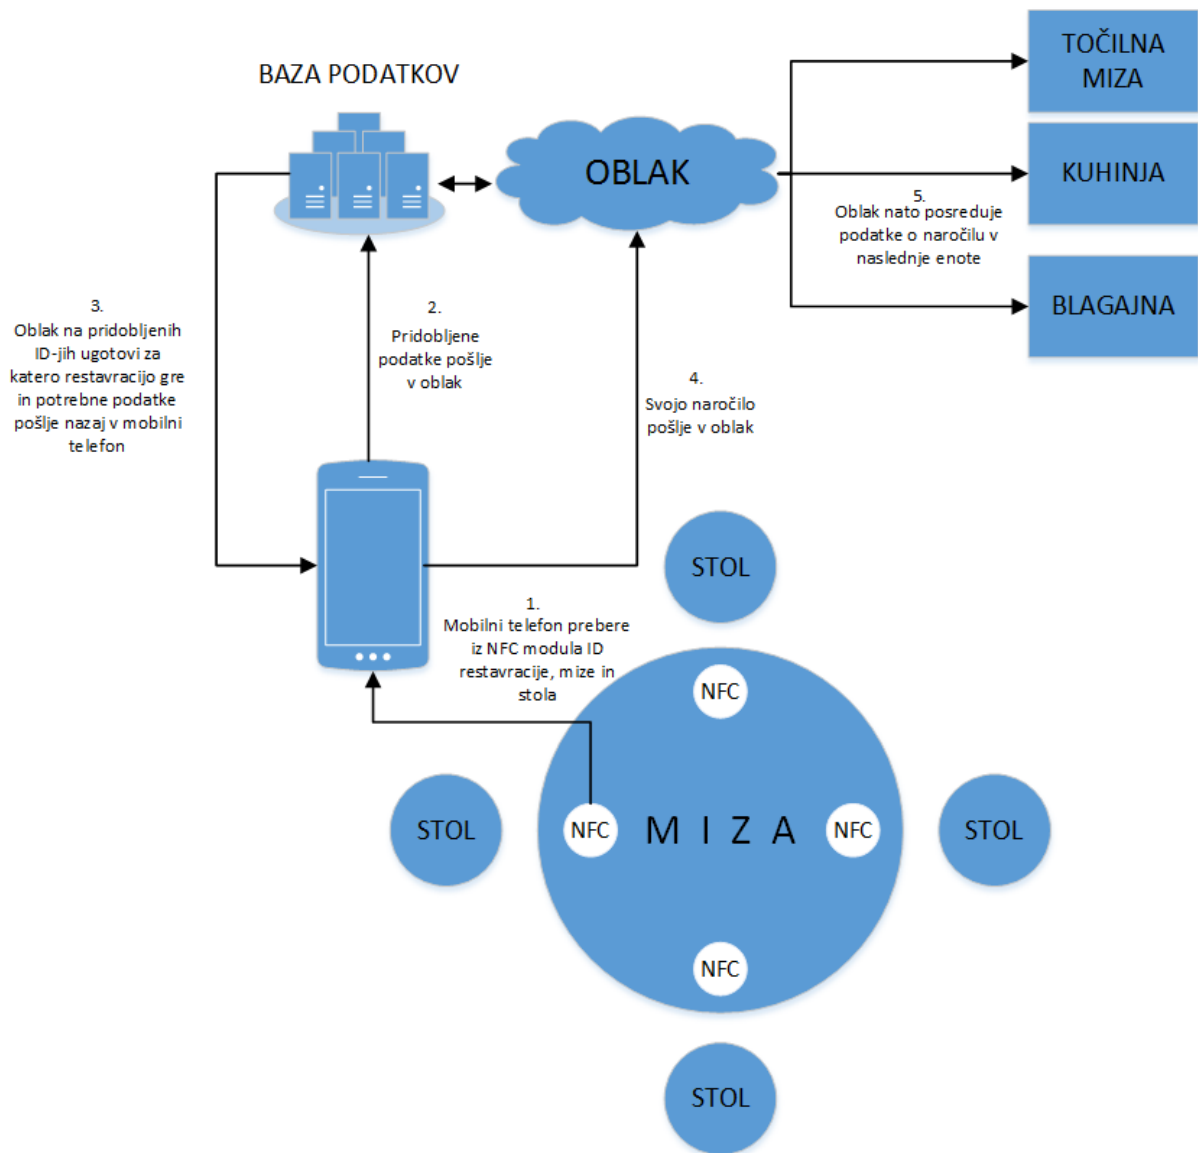 TOČILNA
MIZA
BAZA PODATKOV
OBLAK
KUHINJA
5.
Oblak nato posreduje
podatke o naročilu v
naslednje enote
BLAGAJNA
3.
Oblak na pridobljenih
ID-jih ugotovi za
katero restavracijo gre
in potrebne podatke
pošlje nazaj v mobilni
telefon
2.
Pridobljene
podatke pošlje
v oblak
4.
Svojo naročilo
pošlje v oblak
STOL
1.
Mobilni telefon prebere
iz NFC modula ID
restavracije, mize in
stola
NFC
STOL
NFC
M I Z A
NFC
STOL
NFC
STOL